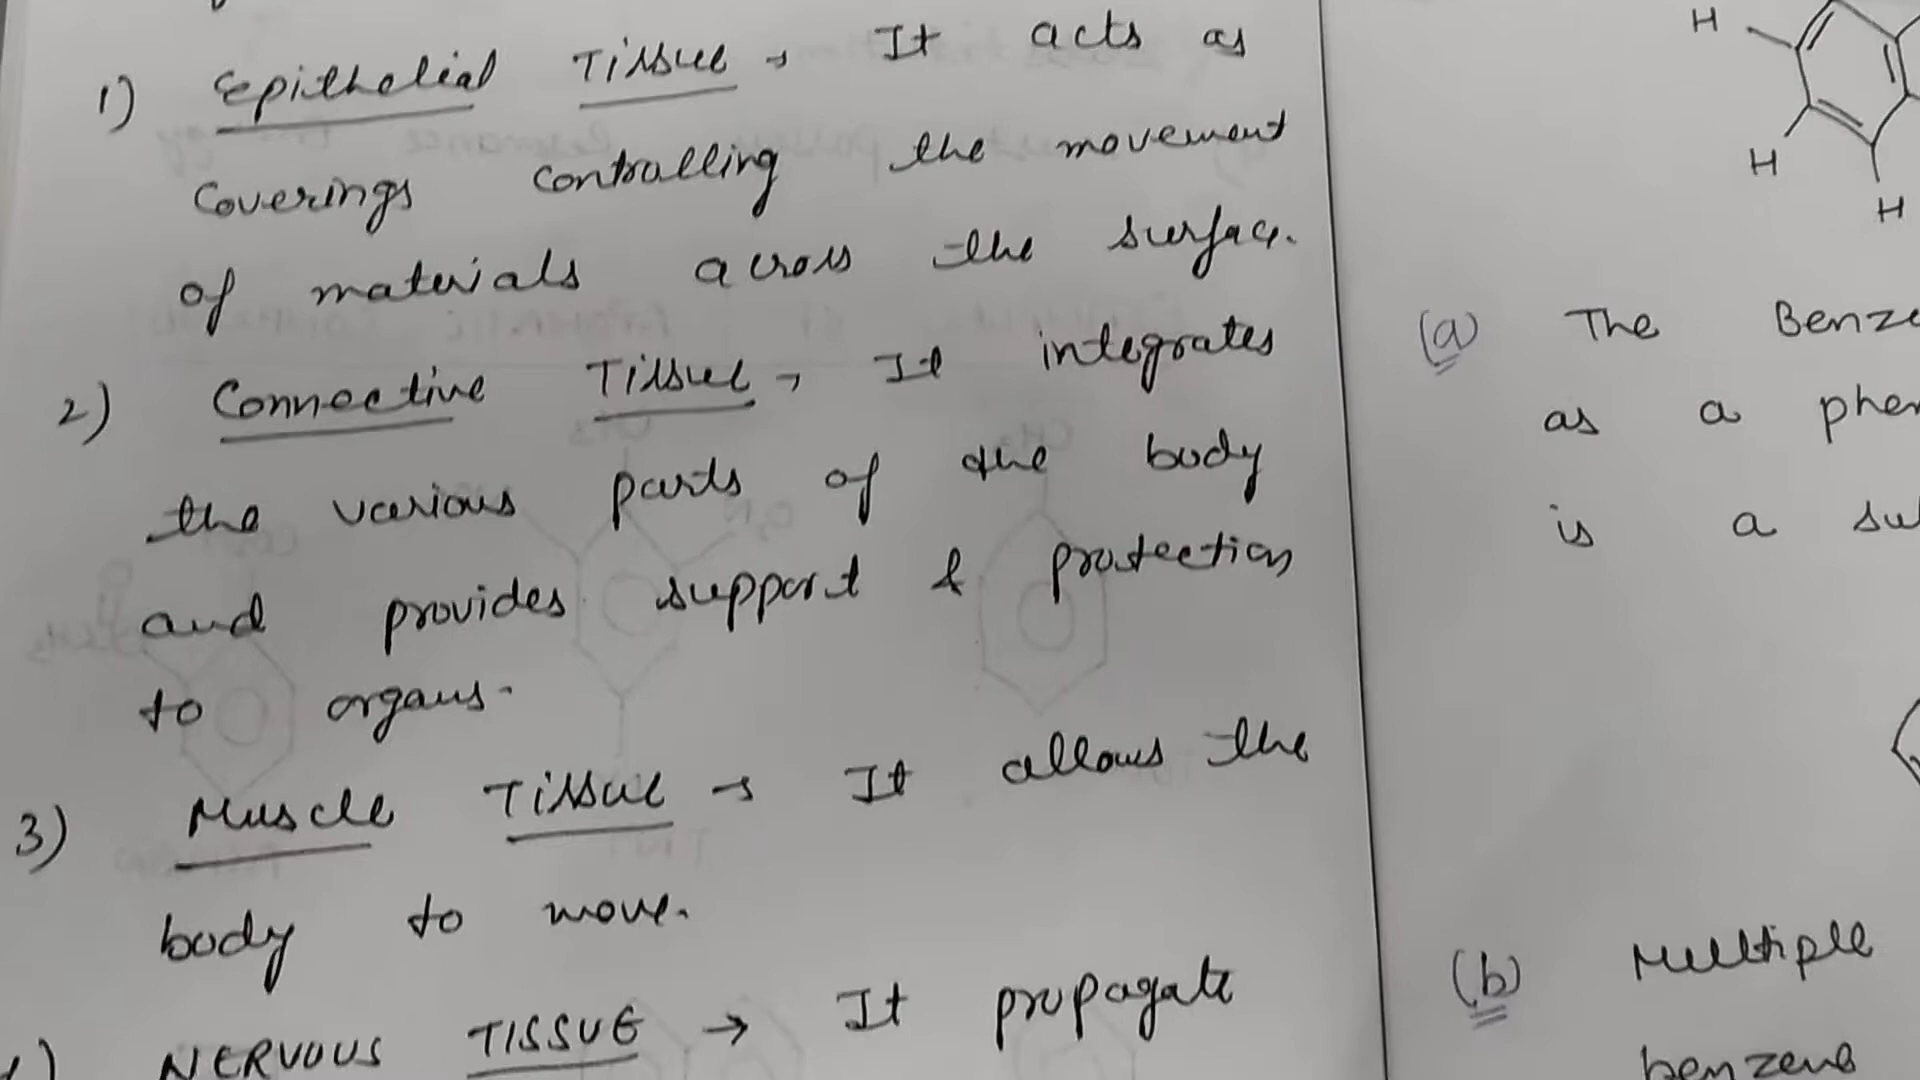 1) Epithelial Tissue → It acts as
coverings controlling the movement
of materials across the surface.
2) Connective Tissue → It integrates
the various parts of the body
and provides support & protection
to organs.
3) Muscle Tissue → It allows the
body to move.
NERVOUS TISSUE → It propagate
H
H
H
(a) The Benze
as a phen
is a su
(b) Multiple
benzene